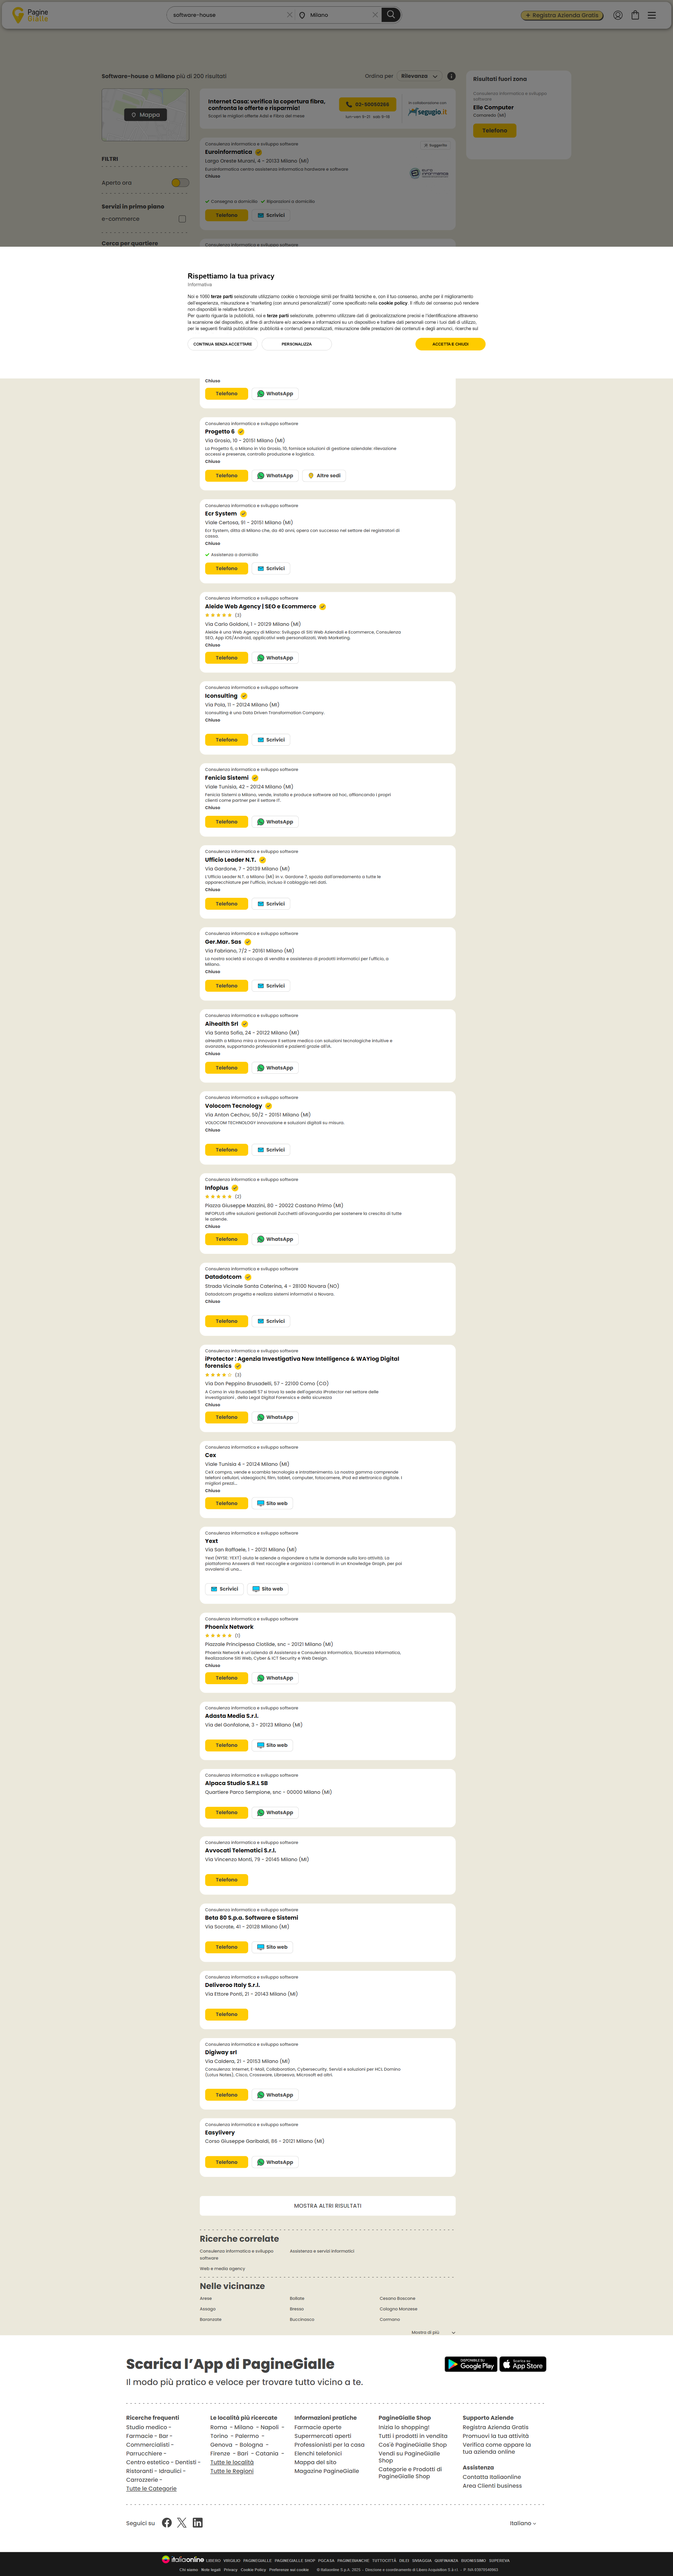 Pagine
Gialle
software-house
Milano
Registra Azienda Gratis
Software-house a Milano più di 200 risultati
Ordina per
Rilevanza
Mappa
FILTRI
Aperto ora
Servizi in primo piano
e-commerce
Cerca per quartiere
Internet Casa: verifica la copertura fibra,
confronta le offerte e risparmia!
Scopri le migliori offerte Adsl e Fibra del mese
In collaborazione con
segugio.it
Lun-ven 9-21 sab 9-18
Risultati fuori zona
Consulenza informatica e sviluppo
software
Elle Computer
Cornaredo (MI)
Telefono
Consulenza informatica e sviluppo software
Euroinformatica
Largo Oreste Murani, 4 - 20133 Milano (MI)
Euroinformatica centro assistenza informatica hardware e software
Chiuso
Consegna a domicilio
Riparazioni a domicilio
Telefono
Scrivici
Rispettiamo la tua privacy
Informativa
Noi e 1080 terze parti selezionate utilizziamo cookie o tecnologie simili per finalità tecniche e, con il tuo consenso, anche per il miglioramento
dell'esperienza, misurazione e "marketing (con annunci personalizzati)" come specificato nella cookie policy. Il rifiuto del consenso può rendere
non disponibili le relative funzioni.
Per quanto riguarda la pubblicità, noi e terze parti selezionate, potremmo utilizzare dati di geolocalizzazione precisi e l'identificazione attraverso
la scansione del dispositivo, al fine di archiviare e/o accedere a informazioni su un dispositivo e trattare dati personali come i tuoi dati di utilizzo,
per le seguenti finalità pubblicitarie: pubblicità e contenuti personalizzati, misurazione delle prestazioni dei contenuti e degli annunci, ricerche sul
CONTINUA SENZA ACCETTARE
PERSONALIZZA
ACCETTA E CHIUDI
Chiuso
Telefono
WhatsApp
Consulenza informatica e sviluppo software
Progetto 6
Via Grosio, 10 - 20151 Milano (MI)
La Progetto 6, a Milano in Via Grosio, 10, fornisce soluzioni di gestione aziendale: rilevazione
accessi e presenze, controllo produzione e logistica.
Chiuso
Telefono
WhatsApp
Altre sedi
Consulenza informatica e sviluppo software
Ecr System
Viale Certosa, 91 - 20151 Milano (MI)
Ecr System, ditta di Milano che, da 40 anni, opera con successo nel settore dei registratori di
cassa.
Chiuso
Assistenza a domicilio
Telefono
Scrivici
Consulenza informatica e sviluppo software
Aleide Web Agency | SEO e Ecommerce
(3)
Via Carlo Goldoni, 1 - 20129 Milano (MI)
Aleide è una Web Agency di Milano: Sviluppo di Siti Web Aziendali e Ecommerce, Consulenza
SEO, App iOS/Android, applicativi web personalizzati, Web Marketing.
Chiuso
Telefono
WhatsApp
Consulenza informatica e sviluppo software
Iconsulting
Via Pola, 11 - 20124 Milano (MI)
Iconsulting è una Data Driven Transformation Company.
Chiuso
Telefono
Scrivici
Consulenza informatica e sviluppo software
Fenicia Sistemi
Viale Tunisia, 42 - 20124 Milano (MI)
Fenicia Sistemi a Milano, vende, installa e produce software ad hoc, affiancando i propri
clienti come partner per il settore IT.
Chiuso
Telefono
WhatsApp
Consulenza informatica e sviluppo software
Ufficio Leader N.T.
Via Gardone, 7 - 20139 Milano (MI)
L'Ufficio Leader N.T. a Milano (MI) in v. Gardone 7, spazia dall'arredamento a tutte le
apparecchiature per l'ufficio, incluso il cablaggio reti dati.
Chiuso
Telefono
Scrivici
Consulenza informatica e sviluppo software
Ger.Mar. Sas
Via Fabriano, 7/2 - 20161 Milano (MI)
La nostra società si occupa di vendita e assistenza di prodotti informatici per l'ufficio, a
Milano.
Chiuso
Telefono
Scrivici
Consulenza informatica e sviluppo software
Aihealth Srl
Via Santa Sofia, 24 - 20122 Milano (MI)
aiHealth a Milano mira a innovare il settore medico con soluzioni tecnologiche intuitive e
avanzate, supportando professionisti e pazienti grazie all'IA.
Chiuso
Telefono
WhatsApp
Consulenza informatica e sviluppo software
Volocom Tecnology
Via Anton Cechov, 50/2 - 20151 Milano (MI)
VOLOCOM TECHNOLOGY Innovazione e soluzioni digitali su misura.
Chiuso
Telefono
Scrivici
Consulenza informatica e sviluppo software
Infoplus
(2)
Piazza Giuseppe Mazzini, 80 - 20022 Castano Primo (MI)
INFOPLUS offre soluzioni gestionali Zucchetti all'avanguardia per sostenere la crescita di tutte
le aziende.
Chiuso
Telefono
WhatsApp
Consulenza informatica e sviluppo software
Datadotcom
Strada Vicinale Santa Caterina, 4 - 28100 Novara (NO)
Datadotcom progetta e realizza sistemi informativi a Novara.
Chiuso
Telefono
Scrivici
Consulenza informatica e sviluppo software
iProtector : Agenzia Investigativa New Intelligence & WAYlog Digital
forensics
(3)
Via Don Peppino Brusadelli, 57 - 22100 Como (CO)
A Como in via Brusadelli 57 si trova la sede dell'agenzia iProtector nel settore delle
investigazioni , della Legal Digital Forensics e della sicurezza
Chiuso
Telefono
WhatsApp
Consulenza informatica e sviluppo software
Cex
Viale Tunisia 4 - 20124 Milano (MI)
CeX compra, vende e scambia tecnologia e intrattenimento. La nostra gamma comprende
telefoni cellulari, videogiochi, film, tablet, computer, fotocamere, iPod ed elettronica digitale, i
migliori prezzi...
Chiuso
Telefono
Sito web
Consulenza informatica e sviluppo software
Yext
Via San Raffaele, 1 - 20121 Milano (MI)
Yext (NYSE: YEXT) aiuta le aziende a rispondere a tutte le domande sulla loro attività. La
piattaforma Answers di Yext raccoglie e organizza i contenuti in un Knowledge Graph, per poi
avvalersi di una...
Scrivici
Sito web
Consulenza informatica e sviluppo software
Phoenix Network
(1)
Piazzale Principessa Clotilde, snc - 20121 Milano (MI)
Phoenix Network è un'azienda di Assistenza e Consulenza Informatica, Sicurezza Informatica,
Realizzazione Siti Web, Cyber & ICT Security e Web Design.
Chiuso
Telefono
WhatsApp
Consulenza informatica e sviluppo software
Adasta Media S.r.l.
Via del Gonfalone, 3 - 20123 Milano (MI)
Telefono
Sito web
Consulenza informatica e sviluppo software
Alpaca Studio S.R.L SB
Quartiere Parco Sempione, snc - 00000 Milano (MI)
Telefono
WhatsApp
Consulenza informatica e sviluppo software
Avvocati Telematici S.r.l.
Via Vincenzo Monti, 79 - 20145 Milano (MI)
Telefono
Consulenza informatica e sviluppo software
Beta 80 S.p.a. Software e Sistemi
Via Socrate, 41 - 20128 Milano (MI)
Telefono
Sito web
Consulenza informatica e sviluppo software
Deliveroo Italy S.r.l.
Via Ettore Ponti, 21 - 20143 Milano (MI)
Telefono
Consulenza informatica e sviluppo software
Digiway srl
Via Caldera, 21 - 20153 Milano (MI)
Consulenza: Internet, E-Mail, Collaboration, Cybersecurity. Servizi e soluzioni per HCL Domino
(Lotus Notes), Cisco, Crossware, Libraesva, Microsoft ed altri.
Telefono
WhatsApp
Consulenza informatica e sviluppo software
Easylivery
Corso Giuseppe Garibaldi, 86 - 20121 Milano (MI)
Telefono
WhatsApp
MOSTRA ALTRI RISULTATI
Ricerche correlate
Consulenza informatica e sviluppo
software
Assistenza e servizi informatici
Web e media agency
Nelle vicinanze
Arese
Bollate
Cesano Boscone
Assago
Bresso
Cologno Monzese
Baranzate
Buccinasco
Cormano
Mostra di più
Scarica l'App di PagineGialle
Il modo più pratico e veloce per trovare tutto vicino a te.
DISPONIBILE SU
Google Play
Scarica su
App Store
Ricerche frequenti
Studio medico -
Farmacie - Bar -
Commercialisti -
Parrucchiere -
Centro estetico - Dentisti -
Ristoranti - Idraulici -
Carrozzerie -
Tutte le Categorie
Le località più ricercate
Roma - Milano - Napoli -
Torino - Palermo -
Genova - Bologna -
Firenze - Bari - Catania -
Tutte le località
Tutte le Regioni
Informazioni pratiche
Farmacie aperte
Supermercati aperti
Professionisti per la casa
Elenchi telefonici
Mappa del sito
Magazine PagineGialle
PagineGialle Shop
Inizia lo shopping!
Tutti i prodotti in vendita
Cos'è PagineGialle Shop
Vendi su PagineGialle
Shop
Categorie e Prodotti di
PagineGialle Shop
Supporto Aziende
Registra Azienda Gratis
Promuovi la tua attività
Verifica come appare la
tua azienda online
Assistenza
Contatta Italiaonline
Area Clienti business
Seguici su
Italiano
italiaonline LIBERO VIRGILIO PAGINEGIALLE PAGINEGIALLE SHOP PGCASA PAGINEBIANCHE TUTTOCITTÀ DILEI SIVIAGGIA QUIFINANZA BUONISSIMO SUPEREVA
Chi siamo Note legali Privacy Cookie Policy Preferenze sui cookie